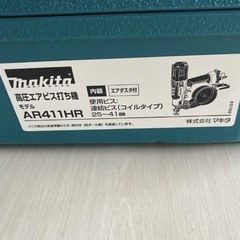 makita
高圧エアビス打ち機
モデル
AR411HR
内装 エアダスタ付
使用ビス:
連結ビス(コイルタイプ)
25~41㎜
株式会社マキタ